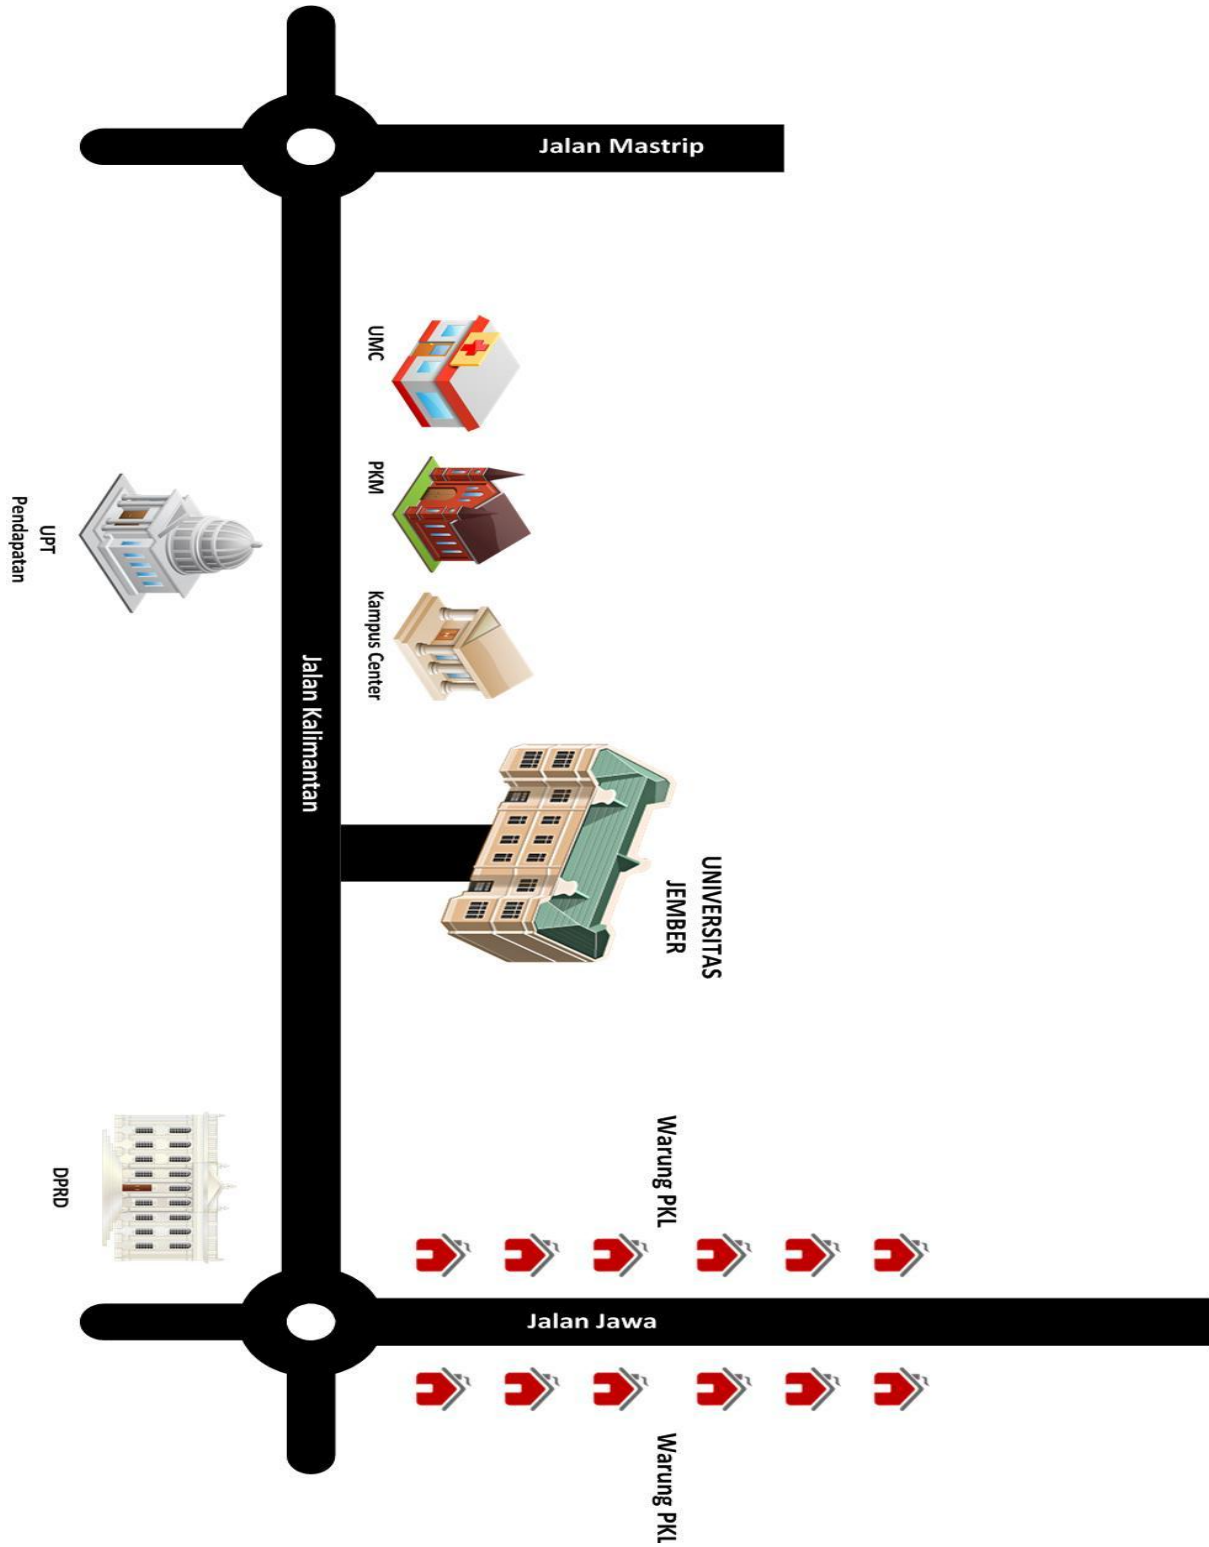 Jalan Mastrip
UMC
PKM
Kampus Center
UPT
Pendapatan
Jalan Kalimantan
UNIVERSITAS
JEMBER
Warung PKL
DPRD
Jalan Jawa
Warung PKL